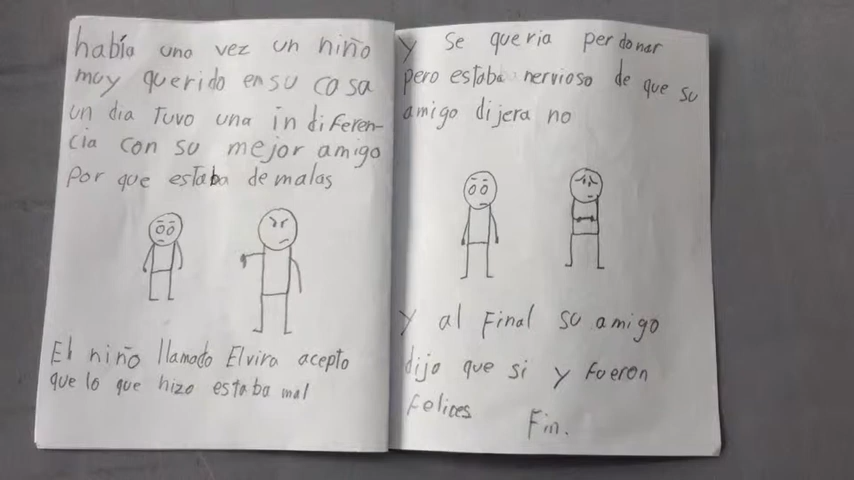 había uno vez un niño
muy querido en su casa
un dia tuvo una indiferen-
cia con su mejor amigo
por que estaba de malas
El niño llamado Elvira acepto
que lo que hizo estaba mal
y se queria perdonar
pero estaba nervioso de que su
amigo dijera no
y al final su amigo
dijo que si y fueron
felices Fin.